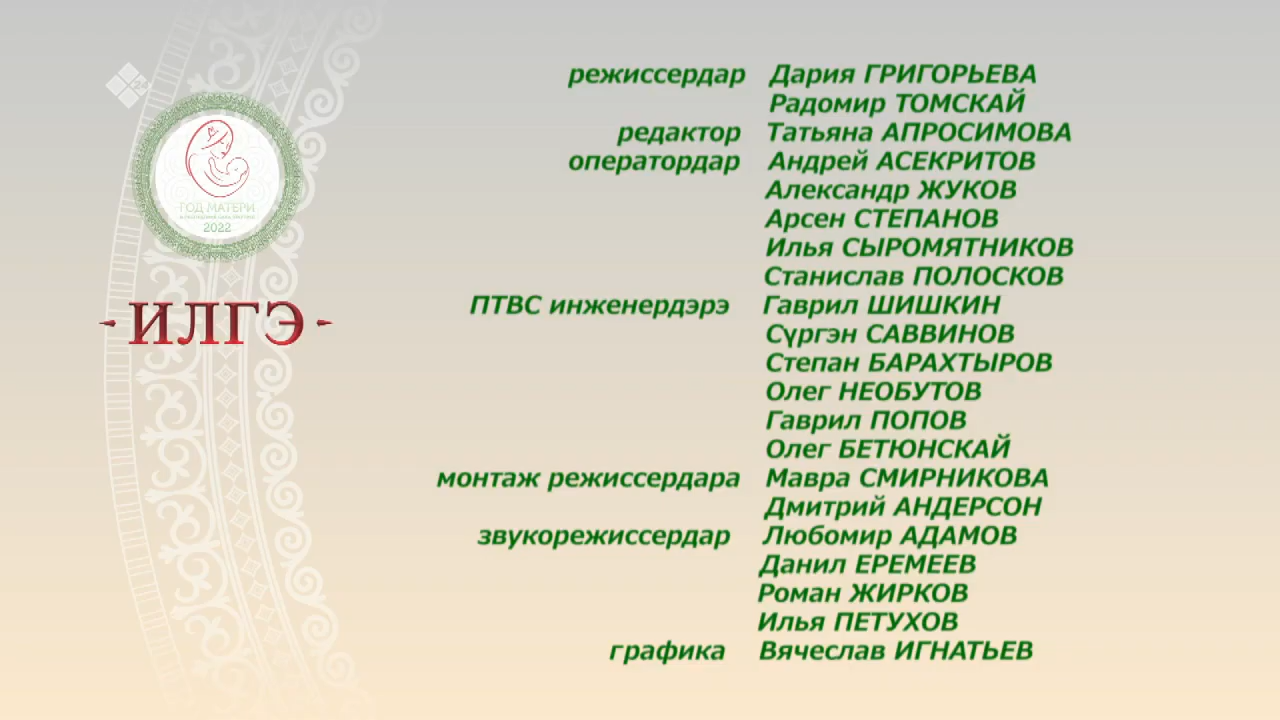 ГОД МАТЕРИ
2022
ИЛГЭ
режиссердар Дария ГРИГОРЬЕВА
Радомир ТОМСКАЙ
редактор Татьяна АПРОСИМОВА
оператордар Андрей АСЕКРИТОВ
Александр ЖУКОВ
Арсен СТЕПАНОВ
Илья СЫРОМЯТНИКОВ
Станислав ПОЛОСКОВ
ПТВС инженердэрэ Гаврил ШИШКИН
Сүргэн САВВИНОВ
Степан БАРАХТЫРОВ
Олег НЕОБУТОВ
Гаврил ПОПОВ
Олег БЕТЮНСКАЙ
монтаж режиссердара Мавра СМИРНИКОВА
Дмитрий АНДЕРСОН
звукорежиссердар Любомир АДАМОВ
Данил ЕРЕМЕЕВ
Роман ЖИРКОВ
Илья ПЕТУХОВ
графика Вячеслав ИГНАТЬЕВ